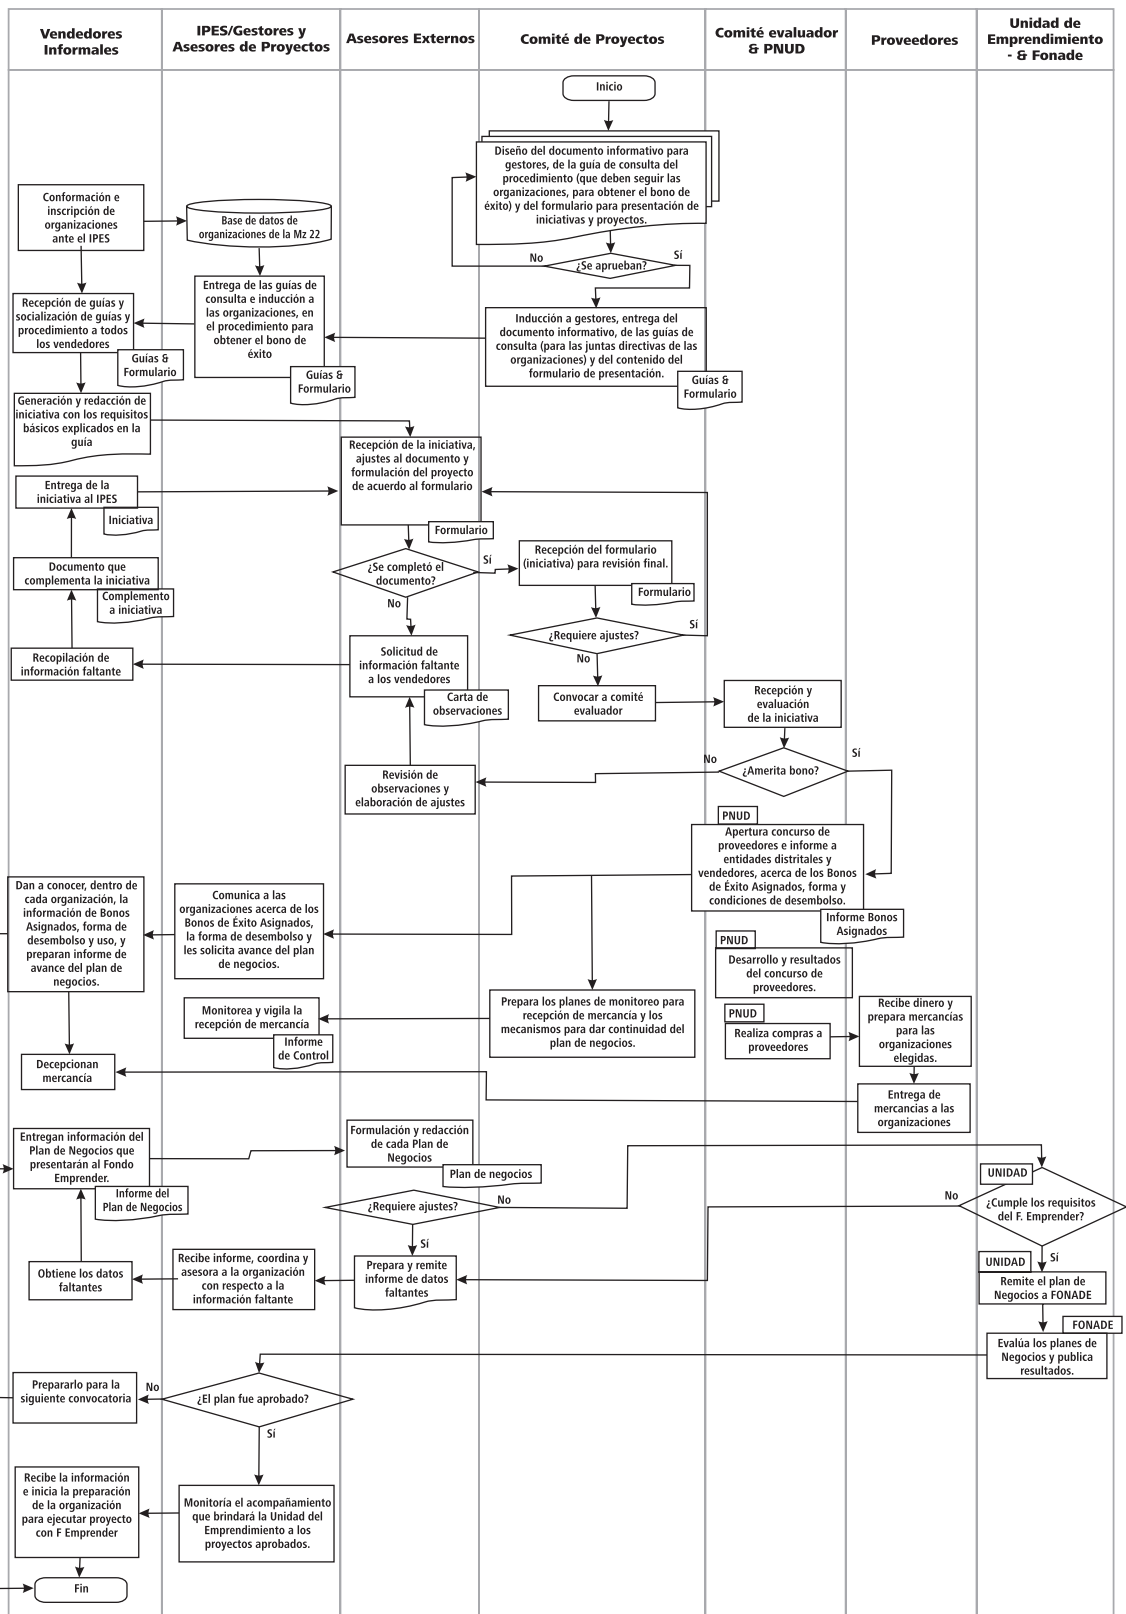 Vendedores
Informales
IPES/Gestores y
Asesores de Proyectos
Asesores Externos
Comité de Proyectos
Comité evaluador
& PNUD
Proveedores
Unidad de
Emprendimiento
- & Fonade
Inicio
Diseño del documento informativo para
gestores, de la guía de consulta del
procedimiento (que deben seguir las
organizaciones, para obtener el bono de
éxito) y del formulario para presentación de
iniciativas y proyectos.
Conformación e
inscripción de
organizaciones
ante el IPES
Base de datos de
organizaciones de la Mz 22
No
¿Se aprueban?
Sí
Recepción de guías y
socialización de guías y
procedimiento a todos
los vendedores
Guías &
Formulario
Entrega de las guías de
consulta e inducción a
las organizaciones, en
el procedimiento para
obtener el bono de
éxito
Guías &
Formulario
Inducción a gestores, entrega del
documento informativo, de las guías de
consulta (para las juntas directivas de las
organizaciones) y del contenido del
formulario de presentación.
Guías &
Formulario
Generación y redacción de
iniciativa con los requisitos
básicos explicados en la
guía
Recepción de la iniciativa,
ajustes al documento y
formulación del proyecto
de acuerdo al formulario
Formulario
Entrega de la
iniciativa al IPES
Iniciativa
¿Se completó el
documento?
Sí
No
Recepción del formulario
(iniciativa) para revisión final.
Formulario
Documento que
complementa la iniciativa
Complemento
a iniciativa
¿Requiere ajustes?
Sí
No
Recopilación de
información faltante
Solicitud de
información faltante
a los vendedores
Carta de
observaciones
Convocar a comité
evaluador
Recepción y
evaluación
de la iniciativa
No
¿Amerita bono?
Sí
Revisión de
observaciones y
elaboración de ajustes
PNUD
Apertura concurso de
proveedores e informe a
entidades distritales y
vendedores, acerca de los Bonos
de Éxito Asignados, forma y
condiciones de desembolso.
Informe Bonos
Asignados
Dan a conocer, dentro de
cada organización, la
información de Bonos
Asignados, forma de
desembolso y uso, y
preparan informe de
avance del plan de
negocios.
Comunica a las
organizaciones acerca de los
Bonos de Éxito Asignados,
la forma de desembolso y
les solicita avance del plan
de negocios.
PNUD
Desarrollo y resultados
del concurso de
proveedores.
Monitorea y vigila la
recepción de mercancía
Informe
de Control
Prepara los planes de monitoreo para
recepción de mercancía y los
mecanismos para dar continuidad del
plan de negocios.
PNUD
Realiza compras a
proveedores
Recibe dinero y
prepara mercancías
para las
organizaciones
elegidas.
Decepcionan
mercancía
Entrega de
mercancias a las
organizaciones
Entregan información del
Plan de Negocios que
presentarán al Fondo
Emprender.
Informe del
Plan de Negocios
Formulación y redacción
de cada Plan de
Negocios
Plan de negocios
¿Requiere ajustes?
No
Sí
UNIDAD
No
¿Cumple los requisitos
del F. Emprender?
Sí
Obtiene los datos
faltantes
Recibe informe, coordina y
asesora a la organización
con respecto a la
información faltante
Prepara y remite
informe de datos
faltantes
UNIDAD
Remite el plan de
Negocios a FONADE
FONADE
Evalúa los planes de
Negocios y publica
resultados.
Prepararlo para la
siguiente convocatoria
No
¿El plan fue aprobado?
Sí
Recibe la información
e inicia la preparación
de la organización
para ejecutar proyecto
con F Emprender
Monitoría el acompañamiento
que brindará la Unidad del
Emprendimiento a los
proyectos aprobados.
Fin